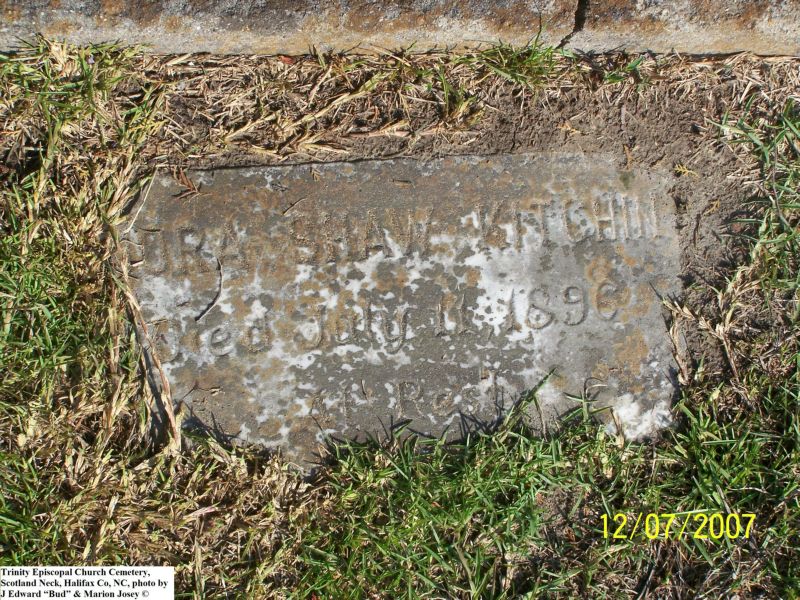 CORA SHAW KITCHIN
Died July 11, 1896
At Rest
12/07/2007
Trinity Episcopal Church Cemetery,
Scotland Neck, Halifax Co, NC, photo by
J Edward “Bud” & Marion Josey ©